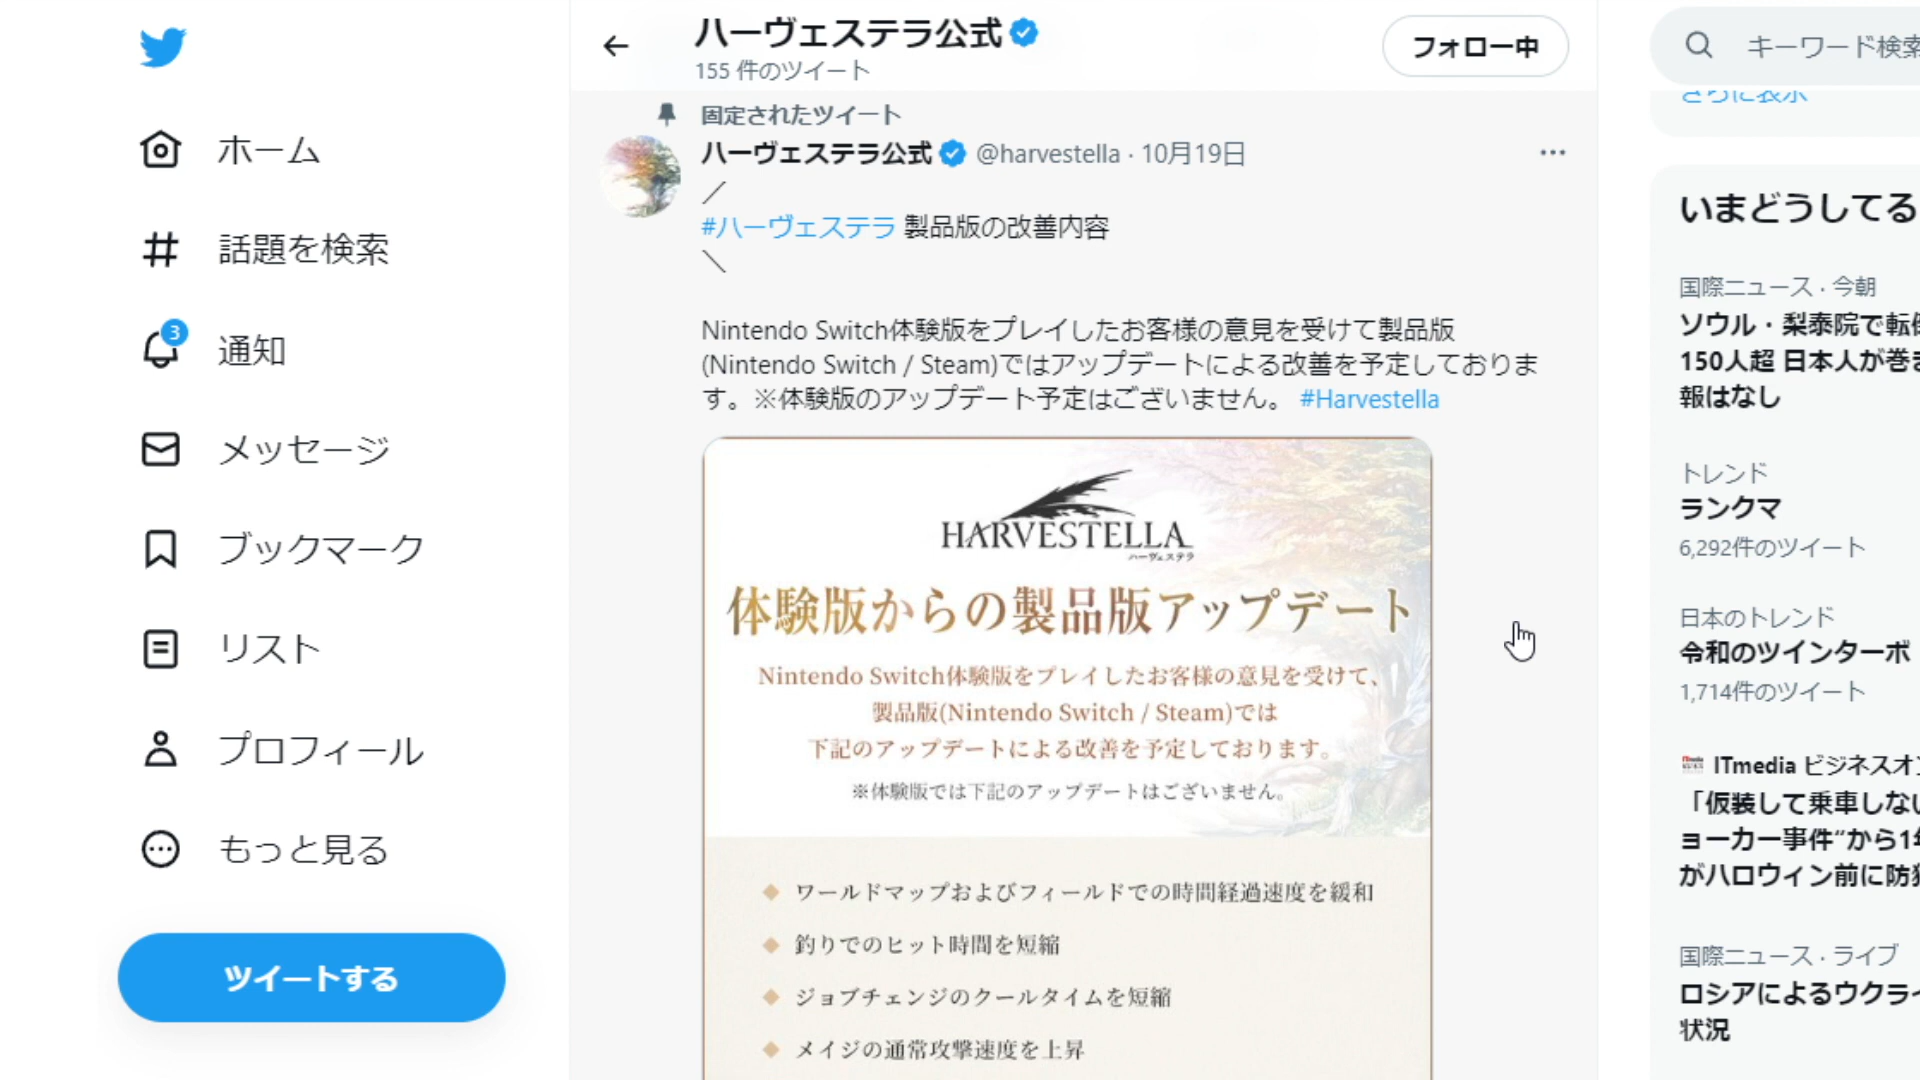 ホーム
話題を検索
3
通知
メッセージ
ブックマーク
リスト
プロフィール
もっと見る
ツイートする
ハーヴェステラ公式
155 件のツイート
フォロー中
固定されたツイート
ハーヴェステラ公式 @harvestella · 10月19日
／
#ハーヴェステラ 製品版の改善内容
＼
Nintendo Switch体験版をプレイしたお客様の意見を受けて製品版
(Nintendo Switch / Steam)ではアップデートによる改善を予定しておりま
す。※体験版のアップデート予定はございません。 #Harvestella
HARVESTELLA
ハーヴェステラ
体験版からの製品版アップデート
Nintendo Switch体験版をプレイしたお客様の意見を受けて、
製品版(Nintendo Switch / Steam)では
下記のアップデートによる改善を予定しております。
※体験版では下記のアップデートはございません。
ワールドマップおよびフィールドでの時間経過速度を緩和
釣りでのヒット時間を短縮
ジョブチェンジのクールタイムを短縮
メイジの通常攻撃速度を上昇
キーワード検索
さらに表示
いまどうしてる
国際ニュース · 今朝
ソウル・梨泰院で転倒
150人超 日本人が巻き
報はなし
トレンド
ランクマ
6,292件のツイート
日本のトレンド
令和のツインターボ
1,714件のツイート
ITmedia ビジネスオン
「仮装して乗車しない
ョーカー事件“から1年
がハロウィン前に防犯
国際ニュース · ライブ
ロシアによるウクライ
状況